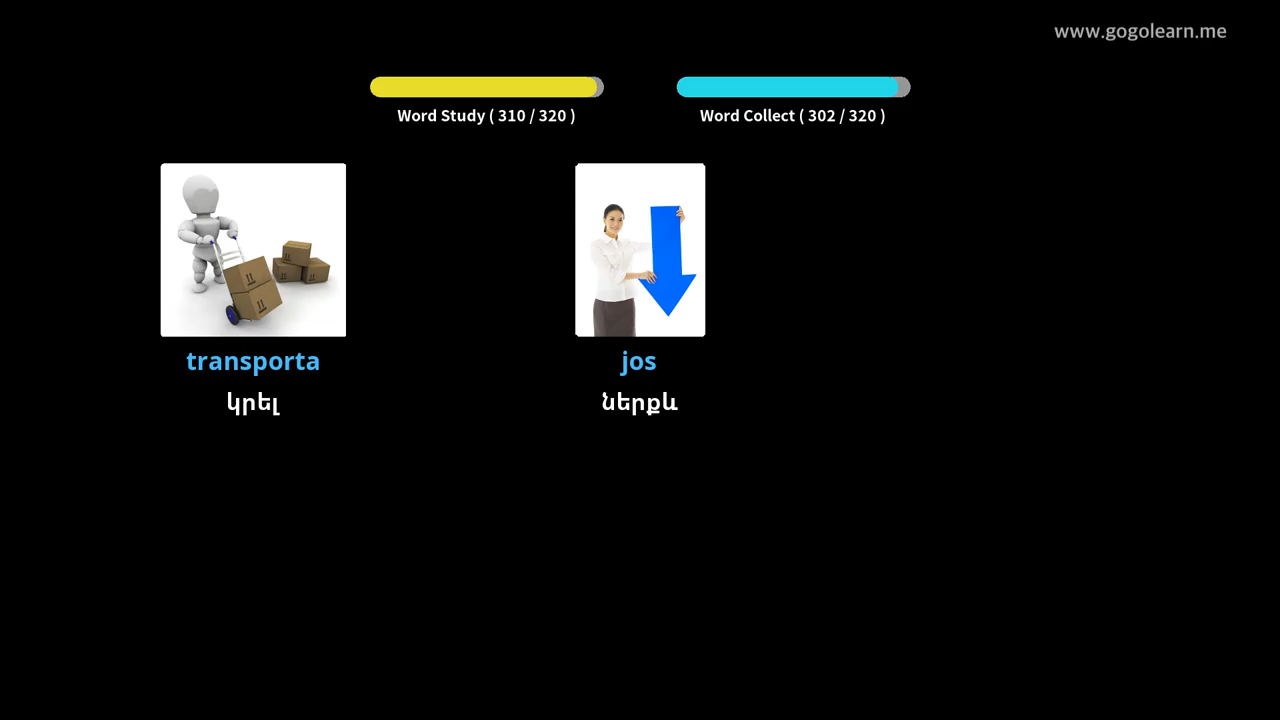 www.gogolearn.me
Word Study ( 310 / 320 )
Word Collect ( 302 / 320 )
transporta
կրել
jos
ներքև